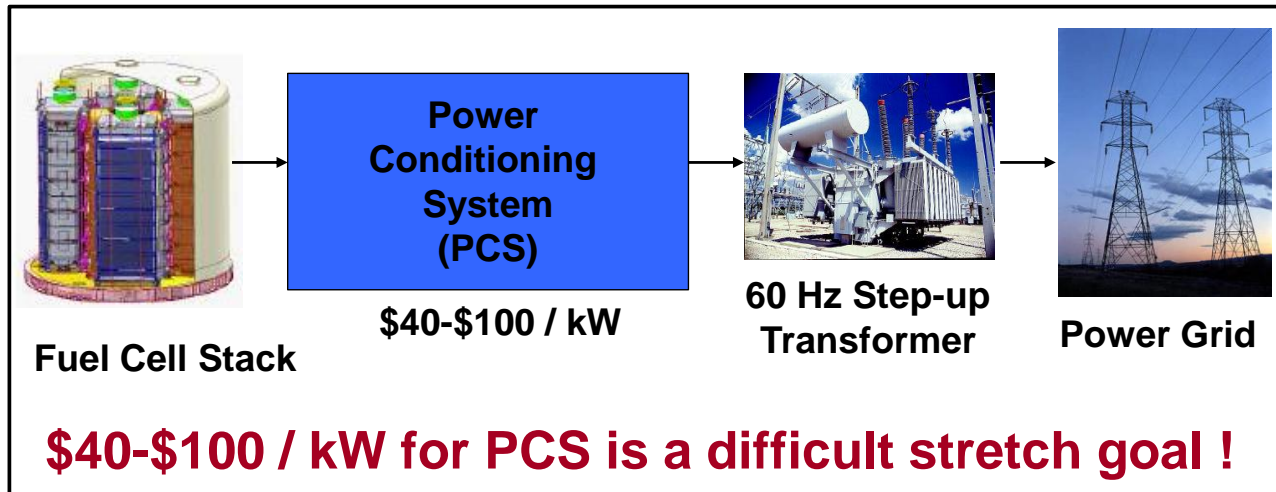 Power
Conditioning
System
(PCS)
$40-$100 / kW
Fuel Cell Stack
60 Hz Step-up
Transformer
Power Grid
$40-$100 / kW for PCS is a difficult stretch goal !